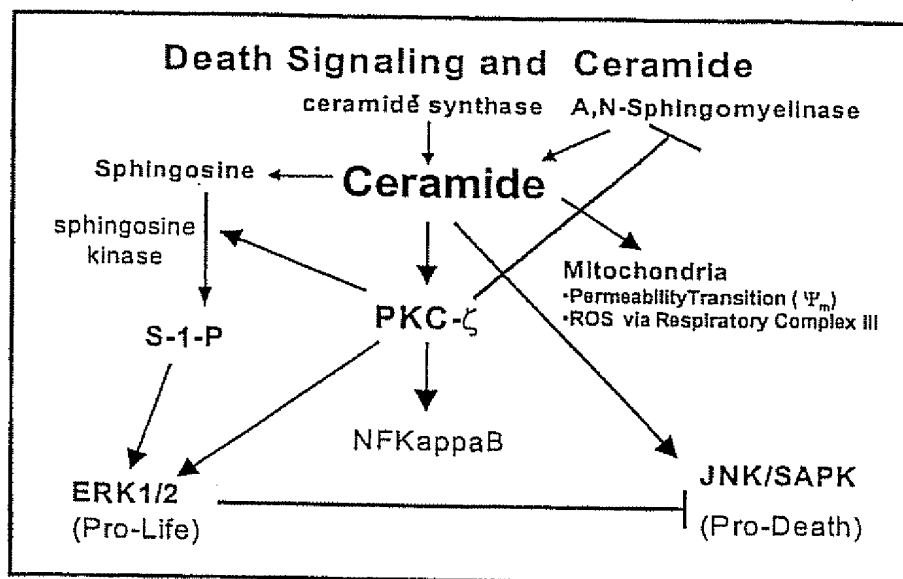 Death Signaling and Ceramide
ceramide synthase
A,N-Sphingomyelinase
Sphingosine
Ceramide
sphingosine
kinase
Mitochondria
•PermeabilityTransition ( Ψm)
•ROS via Respiratory Complex III
PKC-ζ
S-1-P
NFKappaB
ERK1/2
(Pro-Life)
JNK/SAPK
(Pro-Death)